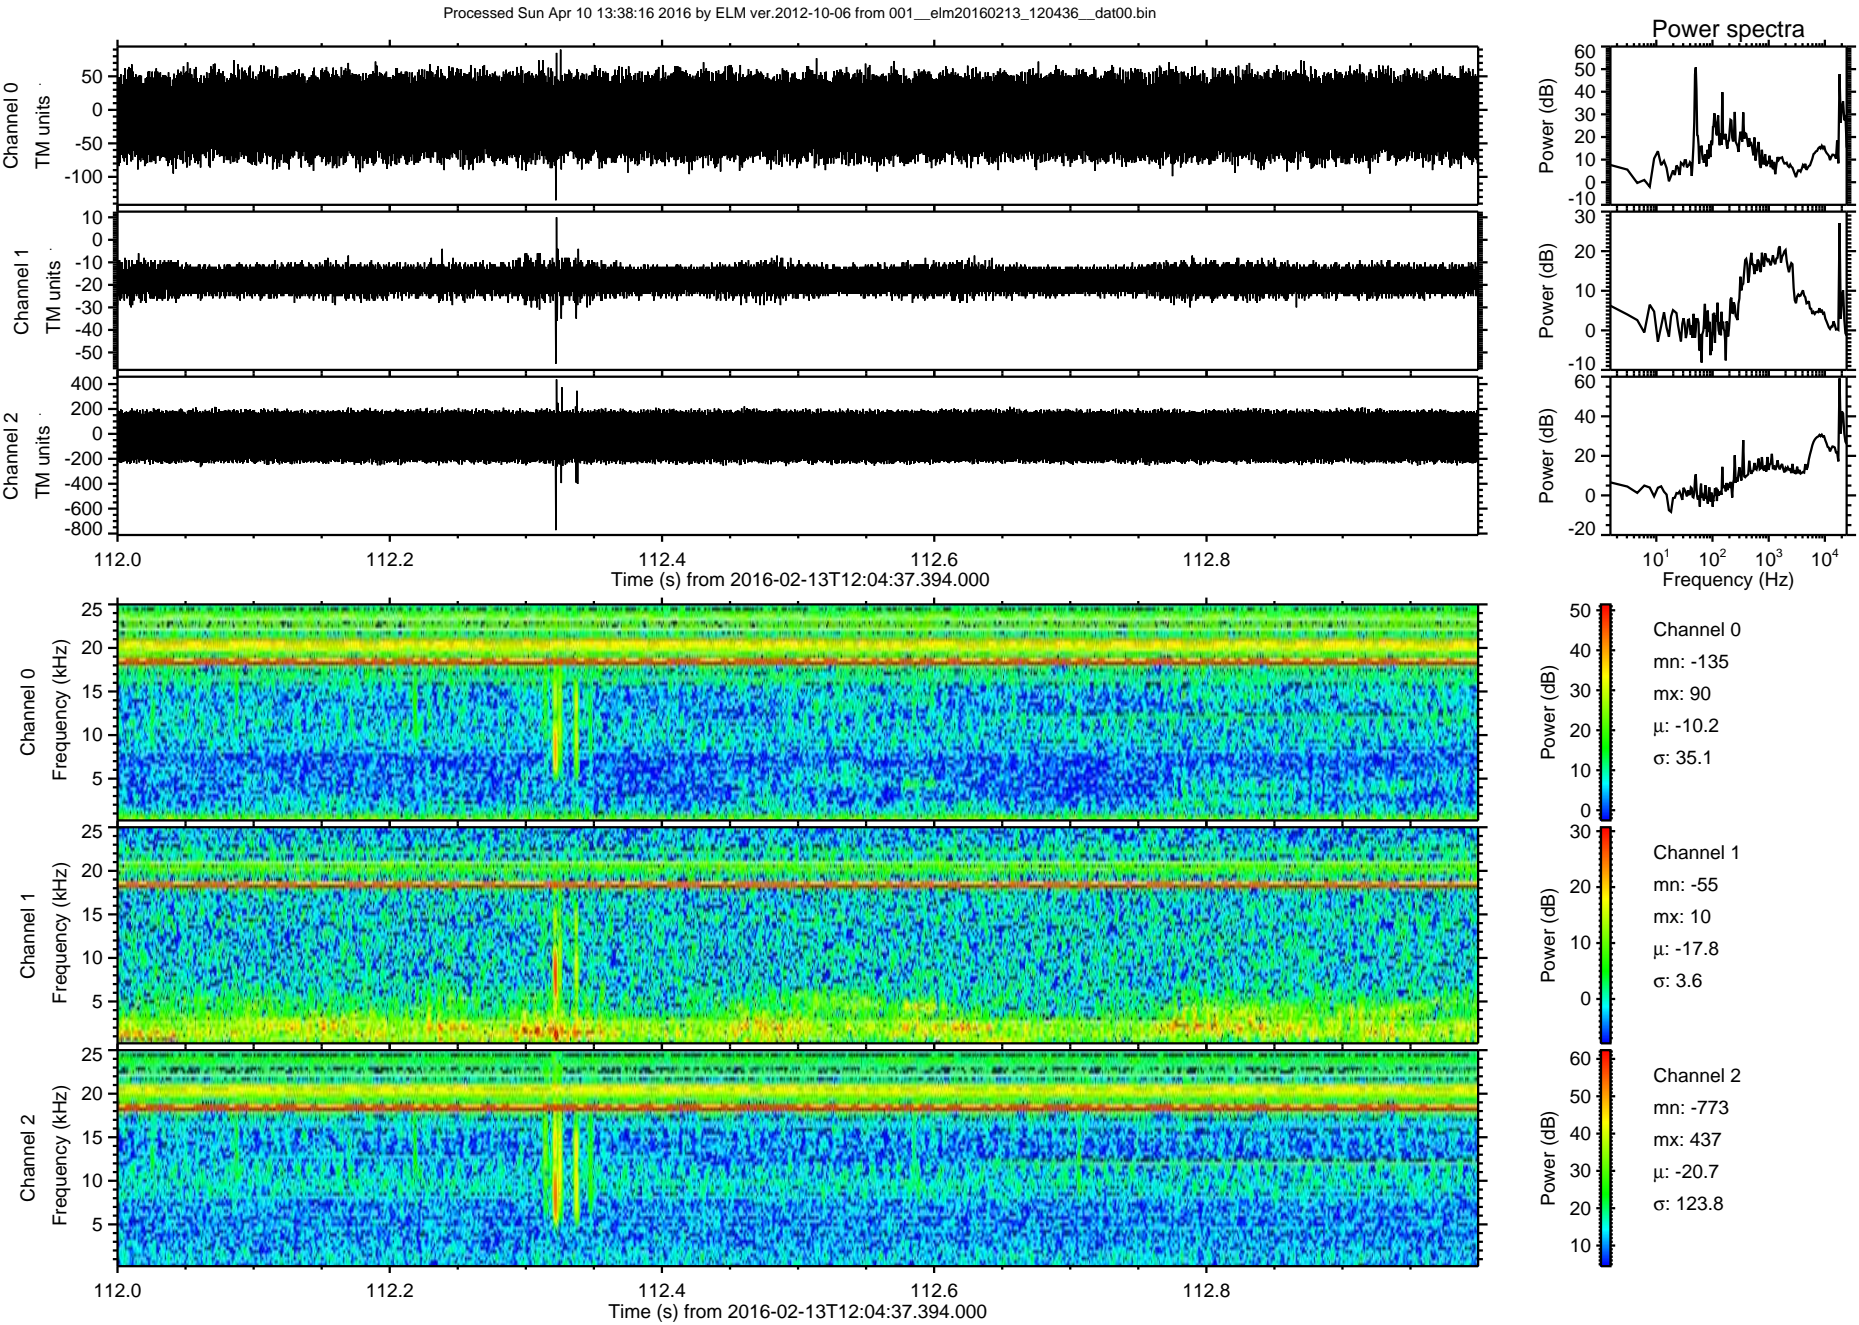 Processed Sun Apr 10 13:38:16 2016 by ELM ver.2012-10-06 from 001__elm20160213_120436__dat00.bin
Power spectra
Channel 0
TM units
50
0
-50
-100
Power (dB)
60
50
40
30
20
10
0
-10
Channel 1
TM units
10
0
-10
-20
-30
-40
-50
Power (dB)
30
20
10
0
-10
Channel 2
TM units
400
200
0
-200
-400
-600
-800
Power (dB)
60
40
20
0
-20
112.0 112.2 112.4 112.6 112.8
Time (s) from 2016-02-13T12:04:37.394.000
10¹ 10² 10³ 10⁴
Frequency (Hz)
Channel 0
Frequency (kHz)
25
20
15
10
5
Power (dB)
50
40
30
20
10
0
Channel 0
mn: -135
mx: 90
μ: -10.2
σ: 35.1
Channel 1
Frequency (kHz)
25
20
15
10
5
Power (dB)
30
20
10
0
Channel 1
mn: -55
mx: 10
μ: -17.8
σ: 3.6
Channel 2
Frequency (kHz)
25
20
15
10
5
Power (dB)
60
50
40
30
20
10
Channel 2
mn: -773
mx: 437
μ: -20.7
σ: 123.8
112.0 112.2 112.4 112.6 112.8
Time (s) from 2016-02-13T12:04:37.394.000